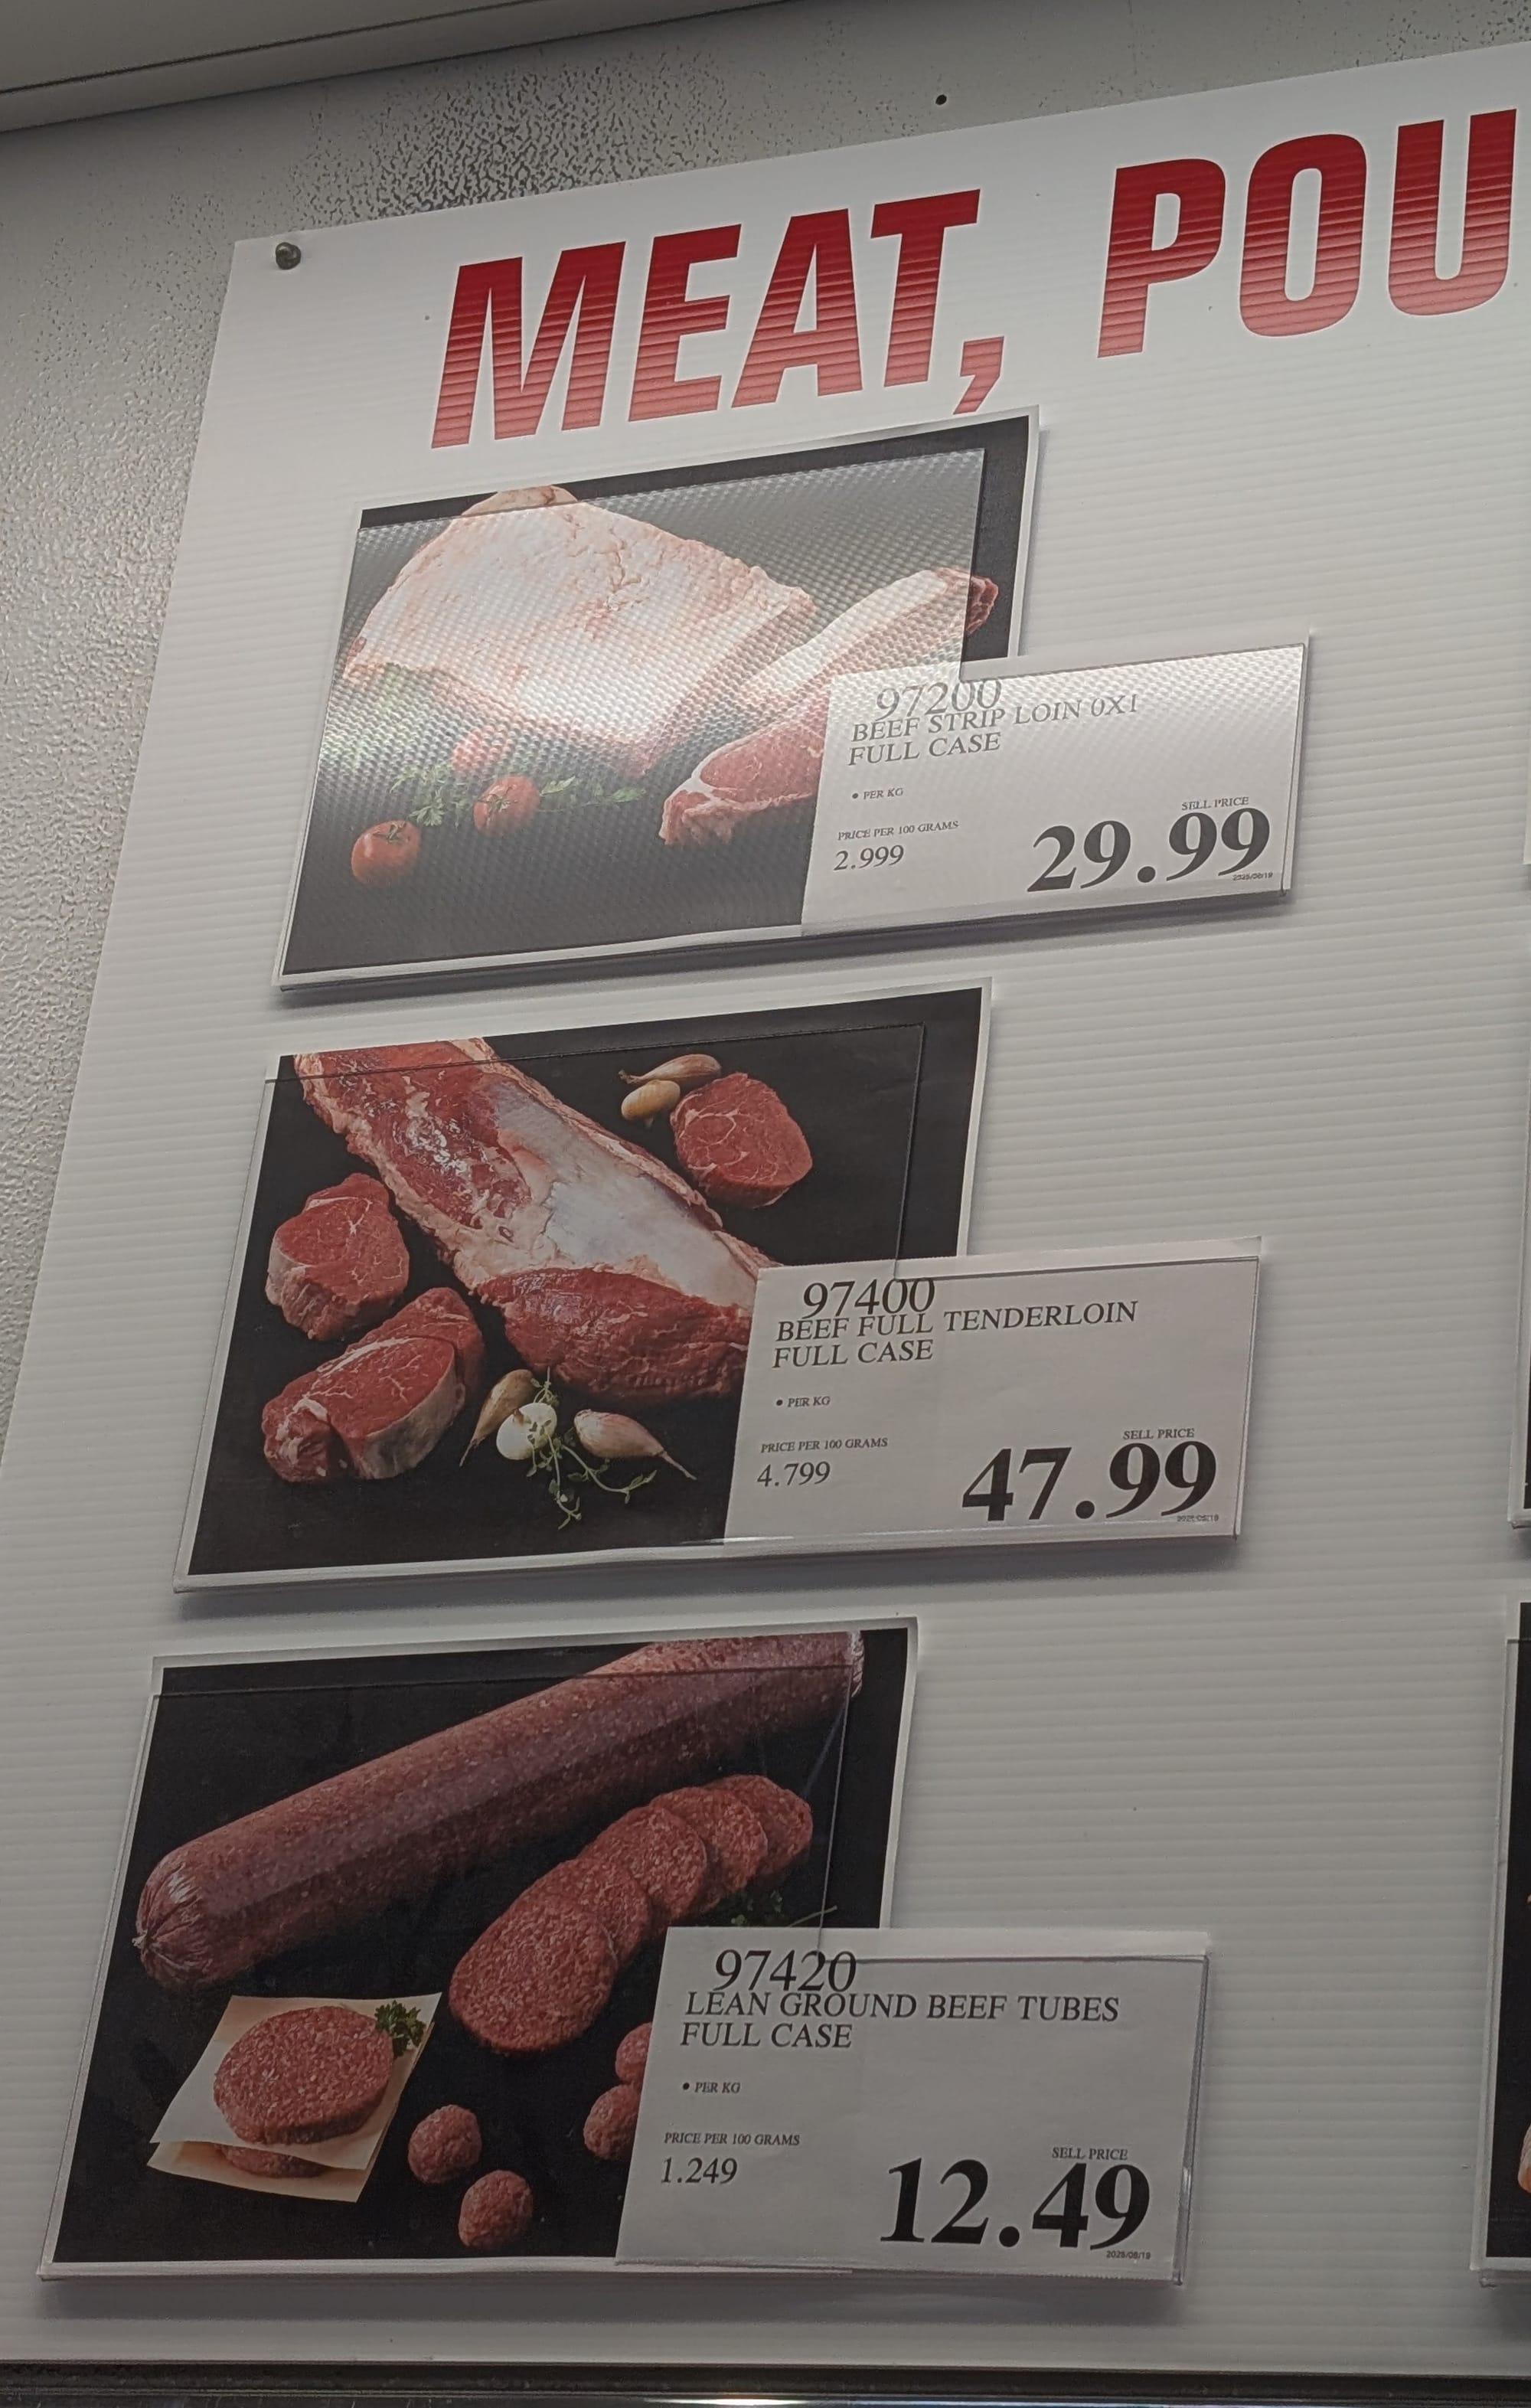 MEAT, POU
97200
BEEF STRIP LOIN 0X1
FULL CASE
• PER KG
SELL PRICE
PRICE PER 100 GRAMS
2.999
29.99
97400
BEEF FULL TENDERLOIN
FULL CASE
• PER KG
SELL PRICE
PRICE PER 100 GRAMS
4.799
47.99
97420
LEAN GROUND BEEF TUBES
FULL CASE
• PER KG
SELL PRICE
PRICE PER 100 GRAMS
1.249
12.49